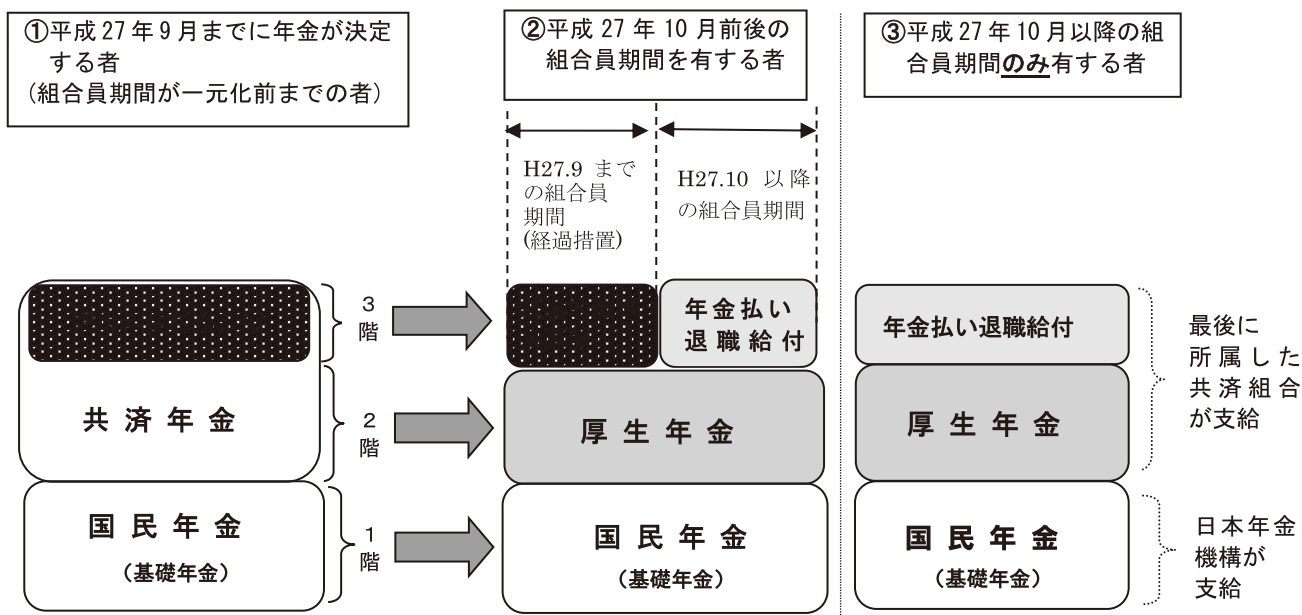 ①平成27年9月までに年金が決定
する者
(組合員期間が一元化前までの者)
②平成27年10月前後の
組合員期間を有する者
③平成27年10月以降の組
合員期間のみ有する者
H27.9 まで
の組合員
期間
(経過措置)
H27.10 以降
の組合員期間
3
階
共済年金
2
階
国民年金
(基礎年金)
1
階
年金払い
退職給付
厚生年金
国民年金
(基礎年金)
年金払い退職給付
厚生年金
国民年金
(基礎年金)
最後に
所属した
共済組合
が支給
日本年金
機構が
支給